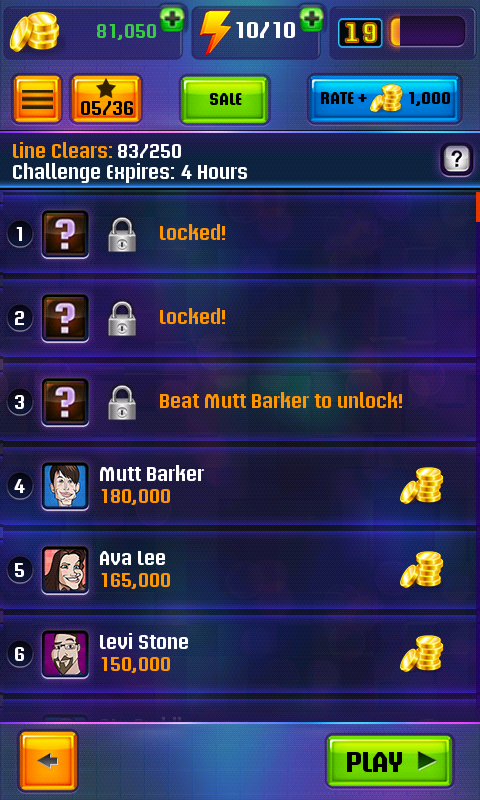 81,050
10/10
19
05/36
SALE
RATE + 1,000
Line Clears: 83/250
Challenge Expires: 4 Hours
?
1 ? Locked!
2 ? Locked!
3 ? Beat Mutt Barker to unlock!
4 Mutt Barker
180,000
5 Ava Lee
165,000
6 Levi Stone
150,000
PLAY